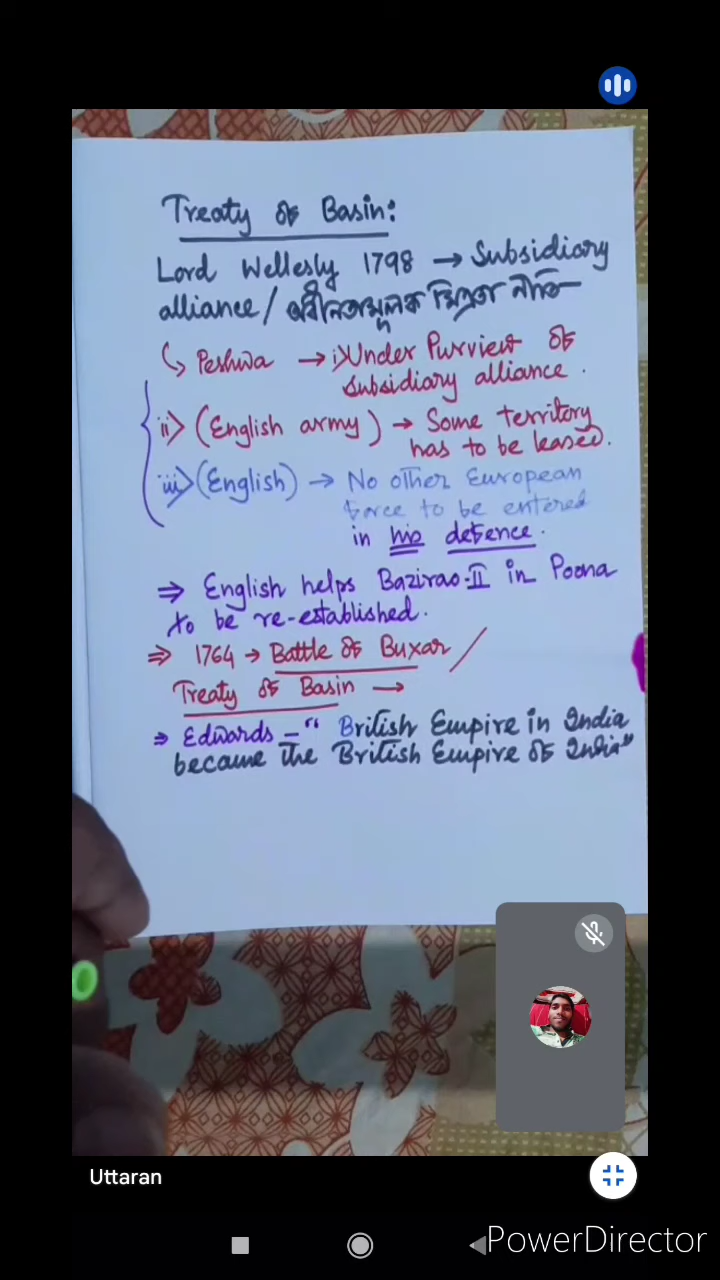 Treaty of Basin:
Lord Wellesly 1798 → Subsidiary
alliance/ অধীনতামূলক মিত্রতা নীতি
↳ Peshwa → i> Under Purview of
subsidiary alliance.
ii> (English army) → Some territory
has to be leased.
iii> (English) → No other European
force to be entered
in his defence.
⇒ English helps Bazirao-II in Poona
to be re-established.
⇒ 1764 → Battle of Buxar /
Treaty of Basin →
⇒ Edwards - "British Empire in India
became the British Empire of India"
Uttaran
PowerDirector